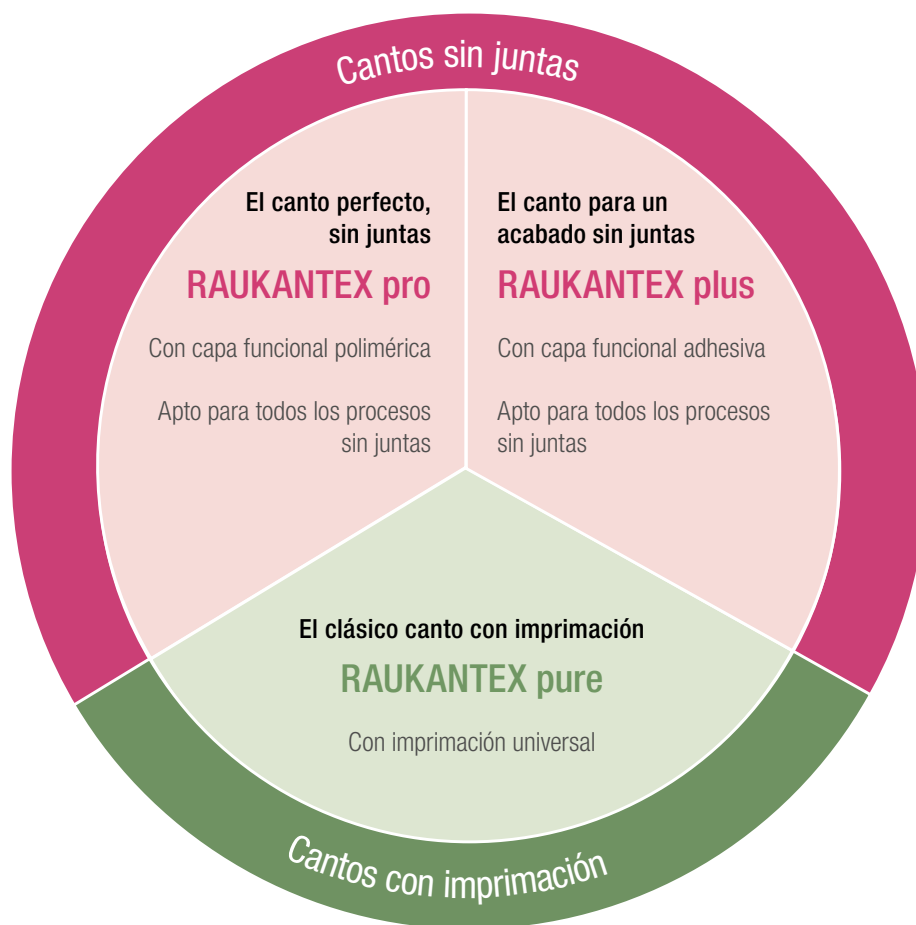 Cantos sin juntas
El canto perfecto,
sin juntas
RAUKANTEX pro
Con capa funcional polimérica
Apto para todos los procesos
sin juntas
El canto para un
acabado sin juntas
RAUKANTEX plus
Con capa funcional adhesiva
Apto para todos los procesos
sin juntas
El clásico canto con imprimación
RAUKANTEX pure
Con imprimación universal
Cantos con imprimación